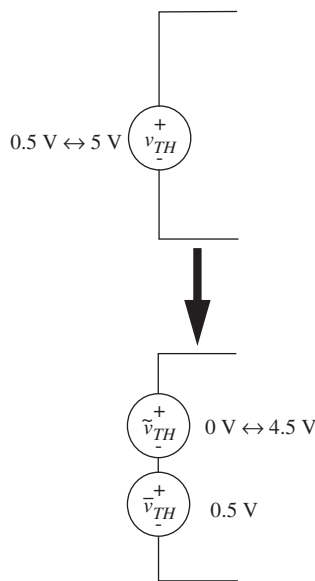 +
0.5 V ↔ 5 V
v_TH
-
+
ṽ_TH
0 V ↔ 4.5 V
-
+
v̄_TH
0.5 V
-